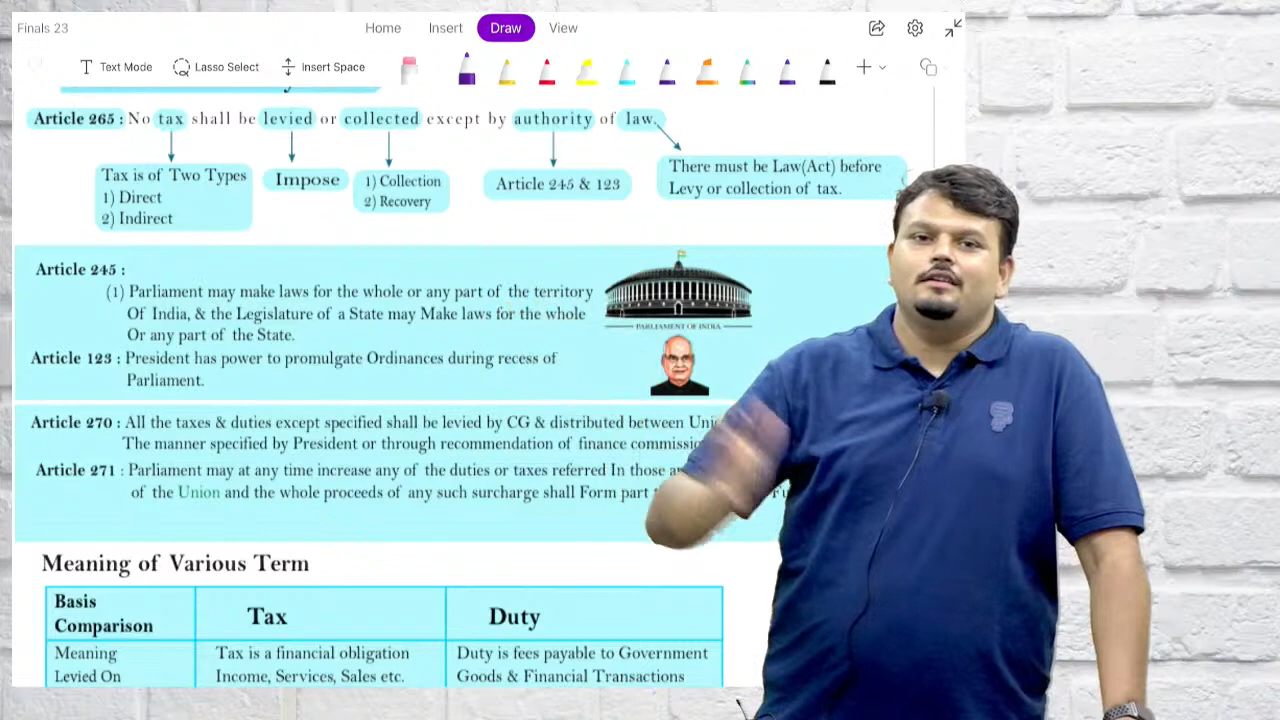 Finals 23
Home Insert Draw View
Text Mode Lasso Select Insert Space
Article 265 : No tax shall be levied or collected except by authority of law.
Tax is of Two Types
1) Direct
2) Indirect
Impose
1) Collection
2) Recovery
Article 245 & 123
There must be Law(Act) before
Levy or collection of tax.
Article 245 :
(1) Parliament may make laws for the whole or any part of the territory
Of India, & the Legislature of a State may Make laws for the whole
Or any part of the State.
PARLIAMENT OF INDIA
Article 123 : President has power to promulgate Ordinances during recess of
Parliament.
Article 270 : All the taxes & duties except specified shall be levied by CG & distributed between
The manner specified by President or through recommendation of finance
Article 271 : Parliament may at any time increase any of the duties or taxes referred In those
of the Union and the whole proceeds of any such surcharge shall Form part
Meaning of Various Term
Basis
Comparison
Tax
Duty
Meaning
Tax is a financial obligation
Duty is fees payable to Government
Levied On
Income, Services, Sales etc.
Goods & Financial Transactions